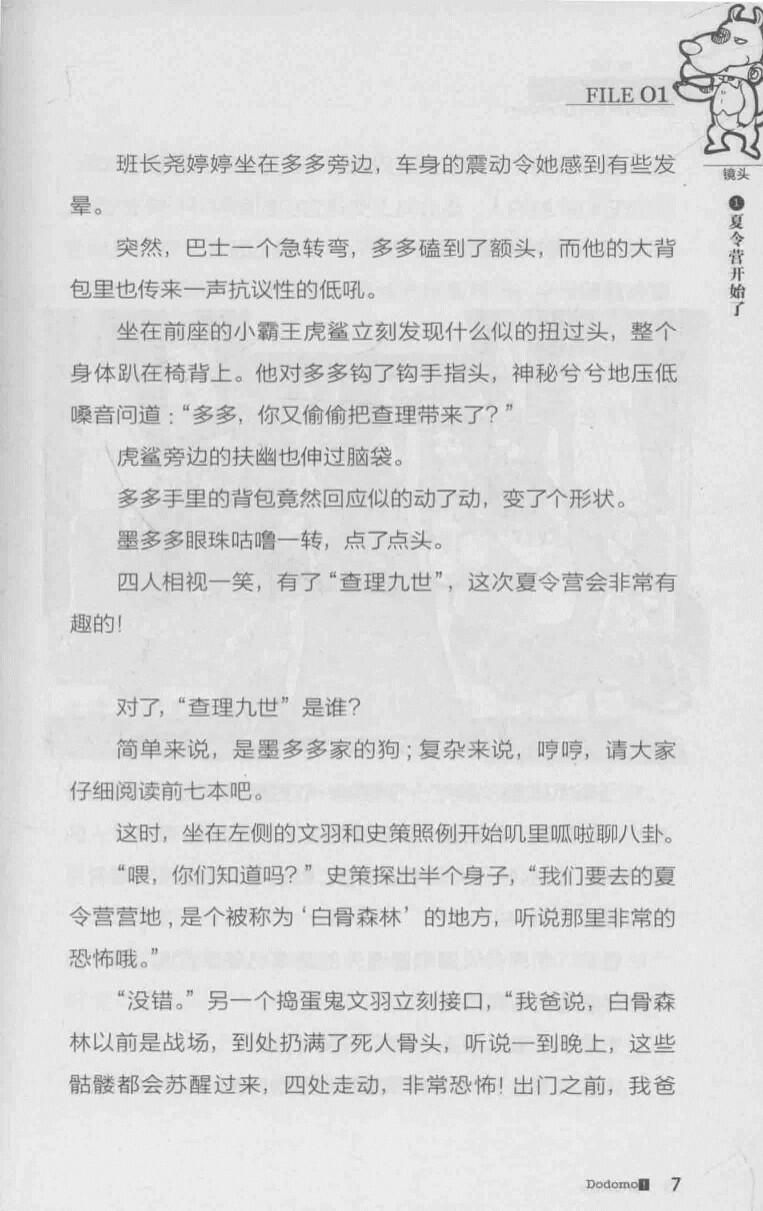 FILE 01
镜头
❶夏令营开始了
班长尧婷婷坐在多多旁边，车身的震动令她感到有些发
晕。
突然，巴士一个急转弯，多多磕到了额头，而他的大背
包里也传来一声抗议性的低吼。
坐在前座的小霸王虎鲨立刻发现什么似的扭过头，整个
身体趴在椅背上。他对多多钩了钩手指头，神秘兮兮地压低
嗓音问道：“多多，你又偷偷把查理带来了？”
虎鲨旁边的扶幽也伸过脑袋。
多多手里的背包竟然回应似的动了动，变了个形状。
墨多多眼珠咕噜一转，点了点头。
四人相视一笑，有了“查理九世”，这次夏令营会非常有
趣的！
对了，“查理九世”是谁？
简单来说，是墨多多家的狗；复杂来说，哼哼，请大家
仔细阅读前七本吧。
这时，坐在左侧的文羽和史策照例开始叽里呱啦聊八卦。
“喂，你们知道吗？”史策探出半个身子，“我们要去的夏
令营营地，是个被称为‘白骨森林’的地方，听说那里非常的
恐怖哦。”
“没错。”另一个捣蛋鬼文羽立刻接口，“我爸说，白骨森
林以前是战场，到处扔满了死人骨头，听说一到晚上，这些
骷髅都会苏醒过来，四处走动，非常恐怖！出门之前，我爸
Dodomo! 7